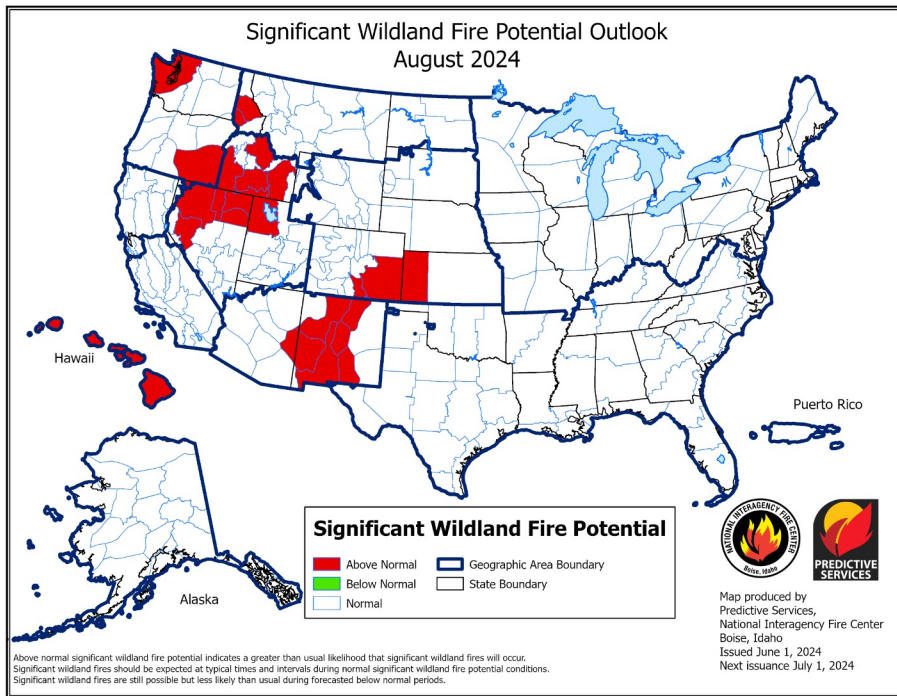 Significant Wildland Fire Potential Outlook
August 2024
Hawaii
Puerto Rico
Alaska
Significant Wildland Fire Potential
Above Normal
Below Normal
Normal
Geographic Area Boundary
State Boundary
NATIONAL INTERAGENCY FIRE CENTER
Boise, Idaho
PREDICTIVE
SERVICES
Map produced by
Predictive Services,
National Interagency Fire Center
Boise, Idaho
Issued June 1, 2024
Next issuance July 1, 2024
Above normal significant wildland fire potential indicates a greater than usual likelihood that significant wildland fires will occur.
Significant wildland fires should be expected at typical times and intervals during normal significant wildland fire potential conditions.
Significant wildland fires are still possible but less likely than usual during forecasted below normal periods.